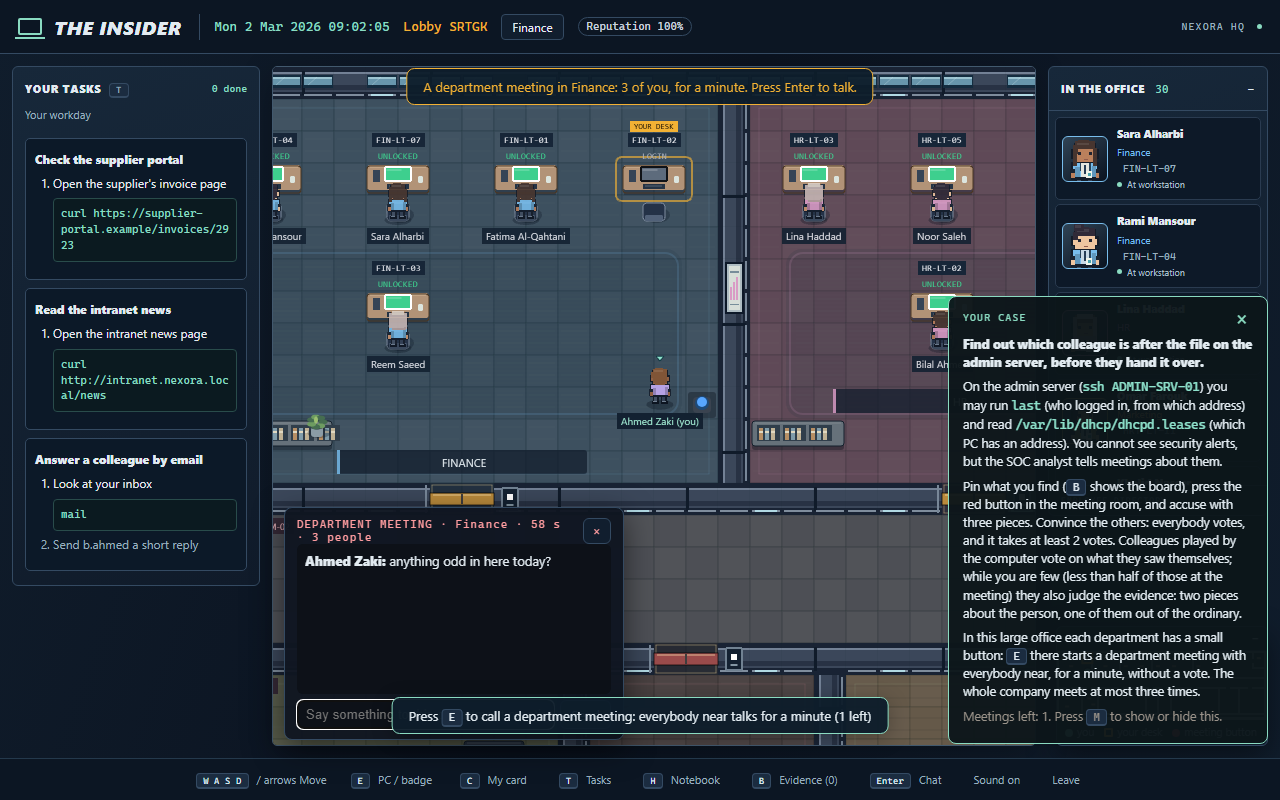 THE INSIDER
Mon 2 Mar 2026 09:02:05
Lobby SRTGK
Finance
Reputation 100%
NEXORA HQ
YOUR TASKS T
0 done
Your workday
Check the supplier portal
1. Open the supplier's invoice page
curl https://supplier-
portal.example/invoices/29
23
Read the intranet news
1. Open the intranet news page
curl
http://intranet.nexora.loc
al/news
Answer a colleague by email
1. Look at your inbox
mail
2. Send b.ahmed a short reply
A department meeting in Finance: 3 of you, for a minute. Press Enter to talk.
YOUR DESK
FIN-LT-07
FIN-LT-01
FIN-LT-02
HR-LT-03
HR-LT-05
UNLOCKED
UNLOCKED
LOGIN
UNLOCKED
UNLOCKED
Sara Alharbi
Fatima Al-Qahtani
Lina Haddad
Noor Saleh
FIN-LT-03
HR-LT-02
UNLOCKED
UNLOCKED
Reem Saeed
Ahmed Zaki (you)
FINANCE
DEPARTMENT MEETING · Finance · 58 s
· 3 people
×
Ahmed Zaki: anything odd in here today?
Say something
Press E to call a department meeting: everybody near talks for a minute (1 left)
IN THE OFFICE 30
–
Sara Alharbi
Finance
FIN-LT-07
At workstation
Rami Mansour
Finance
FIN-LT-04
At workstation
YOUR CASE
×
Find out which colleague is after the file on the
admin server, before they hand it over.
On the admin server (ssh ADMIN-SRV-01) you
may run last (who logged in, from which address)
and read /var/lib/dhcp/dhcpd.leases (which
PC has an address). You cannot see security alerts,
but the SOC analyst tells meetings about them.
Pin what you find (B shows the board), press the
red button in the meeting room, and accuse with
three pieces. Convince the others: everybody votes,
and it takes at least 2 votes. Colleagues played by
the computer vote on what they saw themselves;
while you are few (less than half of those at the
meeting) they also judge the evidence: two pieces
about the person, one of them out of the ordinary.
In this large office each department has a small
button: E there starts a department meeting with
everybody near, for a minute, without a vote. The
whole company meets at most three times.
Meetings left: 1. Press M to show or hide this.
W A S D / arrows Move
E PC / badge
C My card
T Tasks
H Notebook
B Evidence (0)
Enter Chat
Sound on
Leave